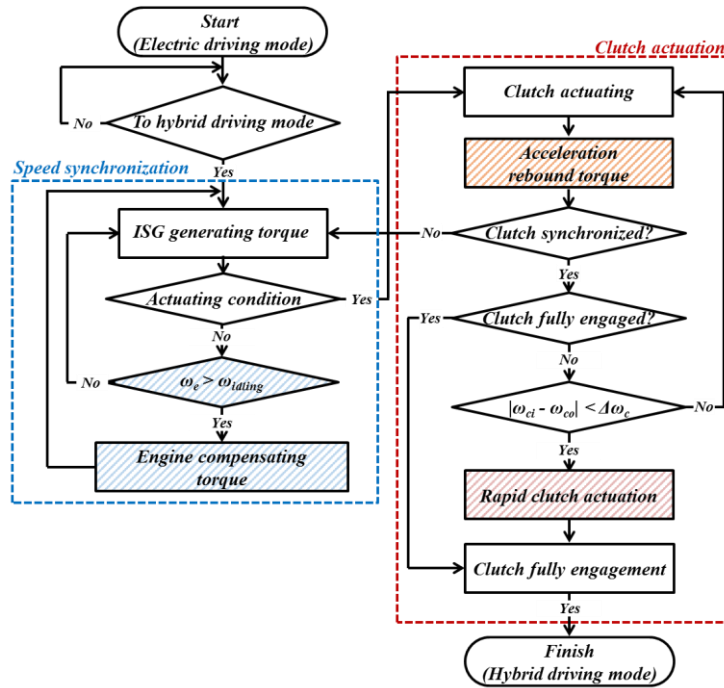 Start
(Electric driving mode)
To hybrid driving mode
No
Yes
Speed synchronization
ISG generating torque
Actuating condition
Yes
No
ωe > ωidling
No
Yes
Engine compensating
torque
Clutch actuation
Clutch actuating
Acceleration
rebound torque
Clutch synchronized?
No
Yes
Clutch fully engaged?
Yes
No
|ωci - ωco| < Δωc
No
Yes
Rapid clutch actuation
Clutch fully engagement
Yes
Finish
(Hybrid driving mode)